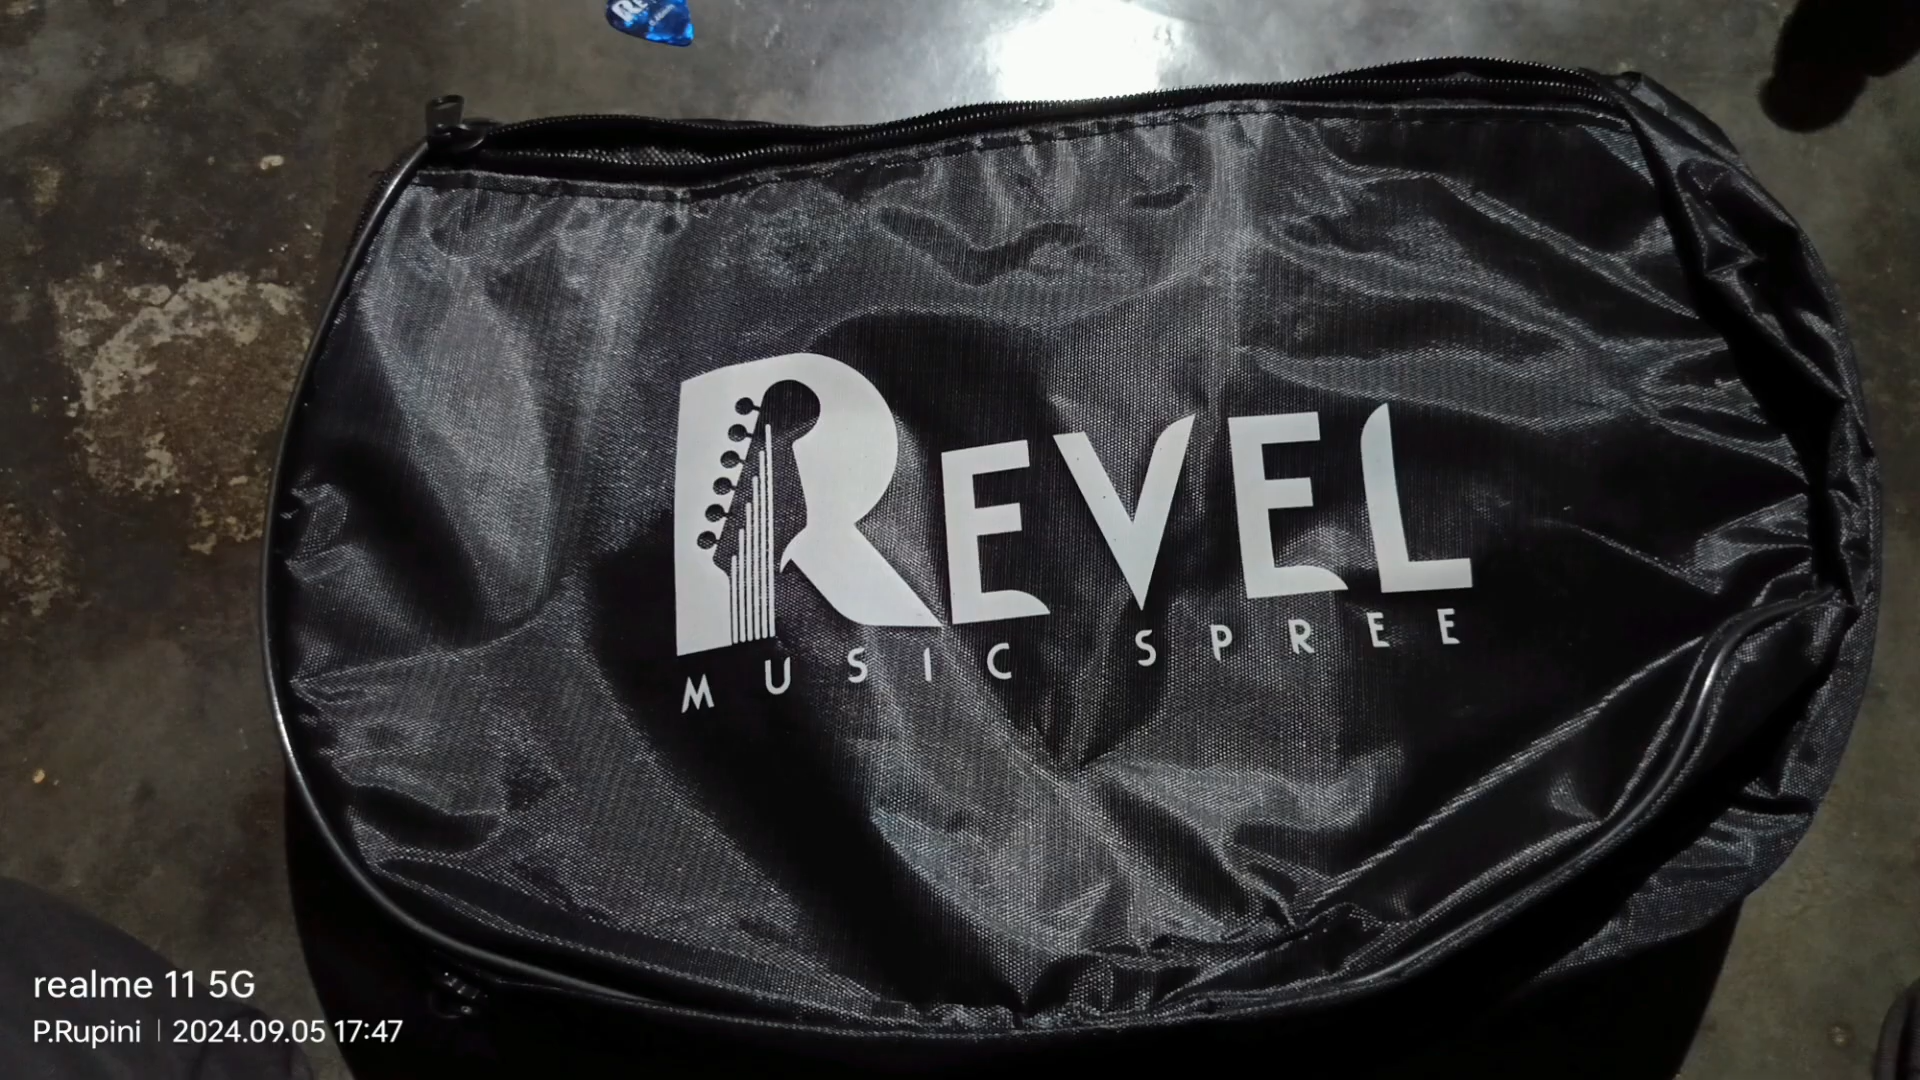 REVEL
MUSIC SPREE
realme 11 5G
P.Rupini | 2024.09.05 17:47